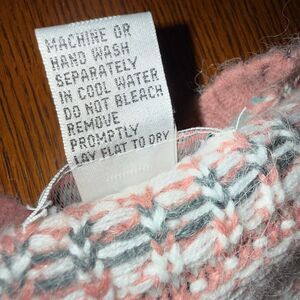 MACHINE OR
HAND WASH
SEPARATELY
IN COOL WATER
DO NOT BLEACH
REMOVE
PROMPTLY
LAY FLAT TO DRY